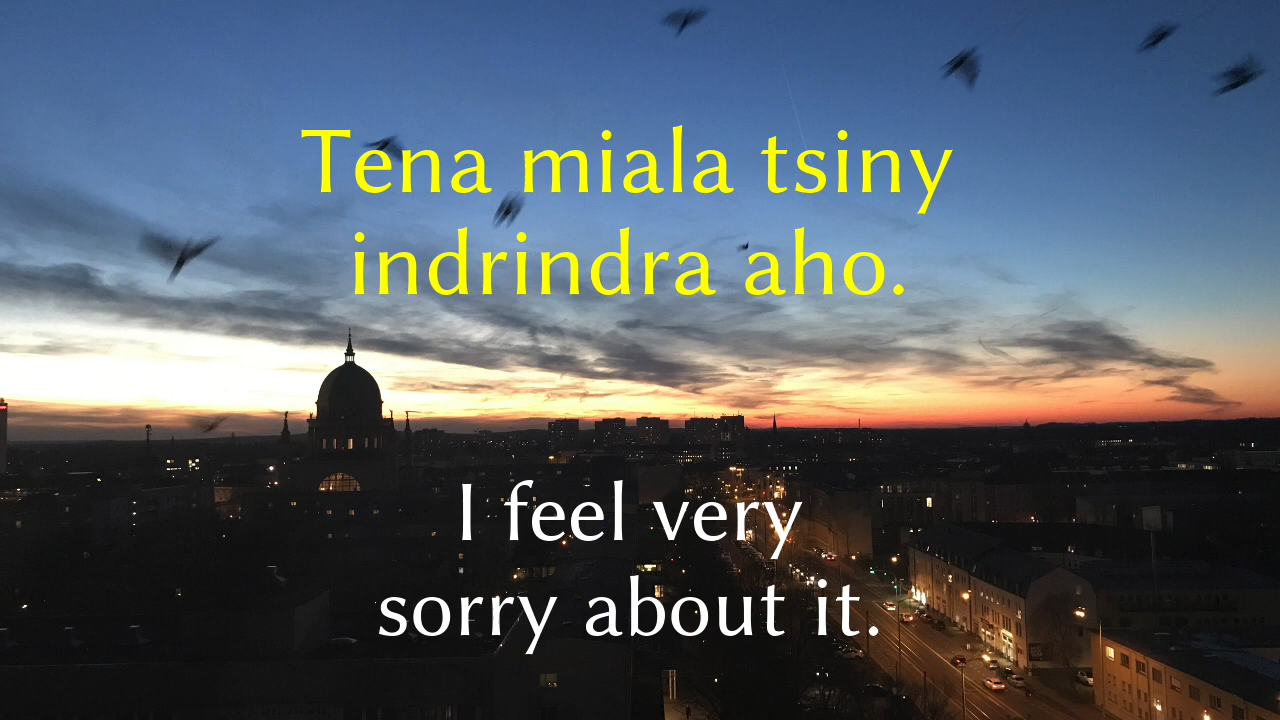 Tena miala tsiny
indrindra aho.
I feel very
sorry about it.